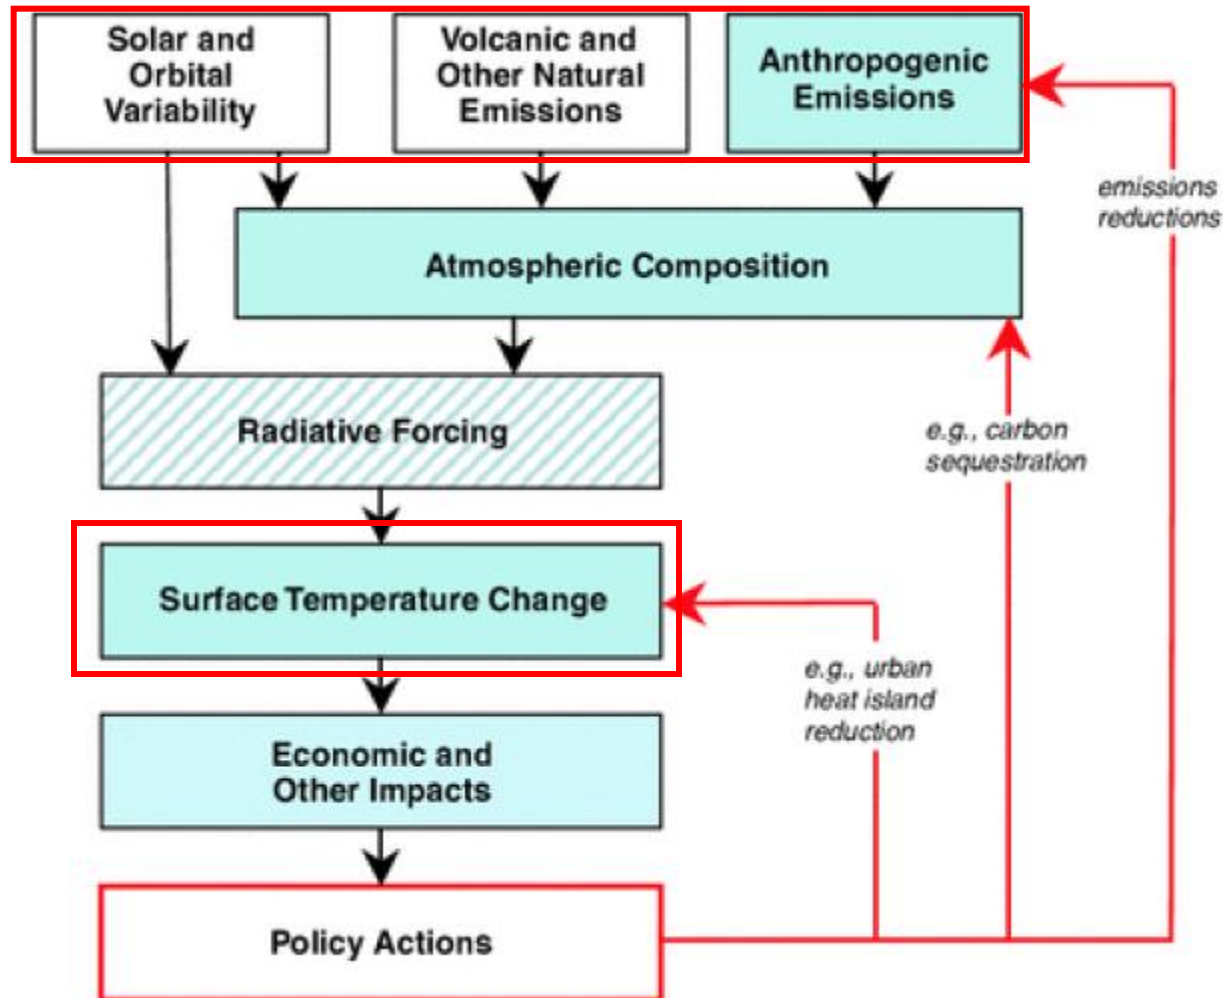 Solar and
Orbital
Variability
Volcanic and
Other Natural
Emissions
Anthropogenic
Emissions
emissions
reductions
Atmospheric Composition
Radiative Forcing
e.g., carbon
sequestration
Surface Temperature Change
e.g., urban
heat island
reduction
Economic and
Other Impacts
Policy Actions